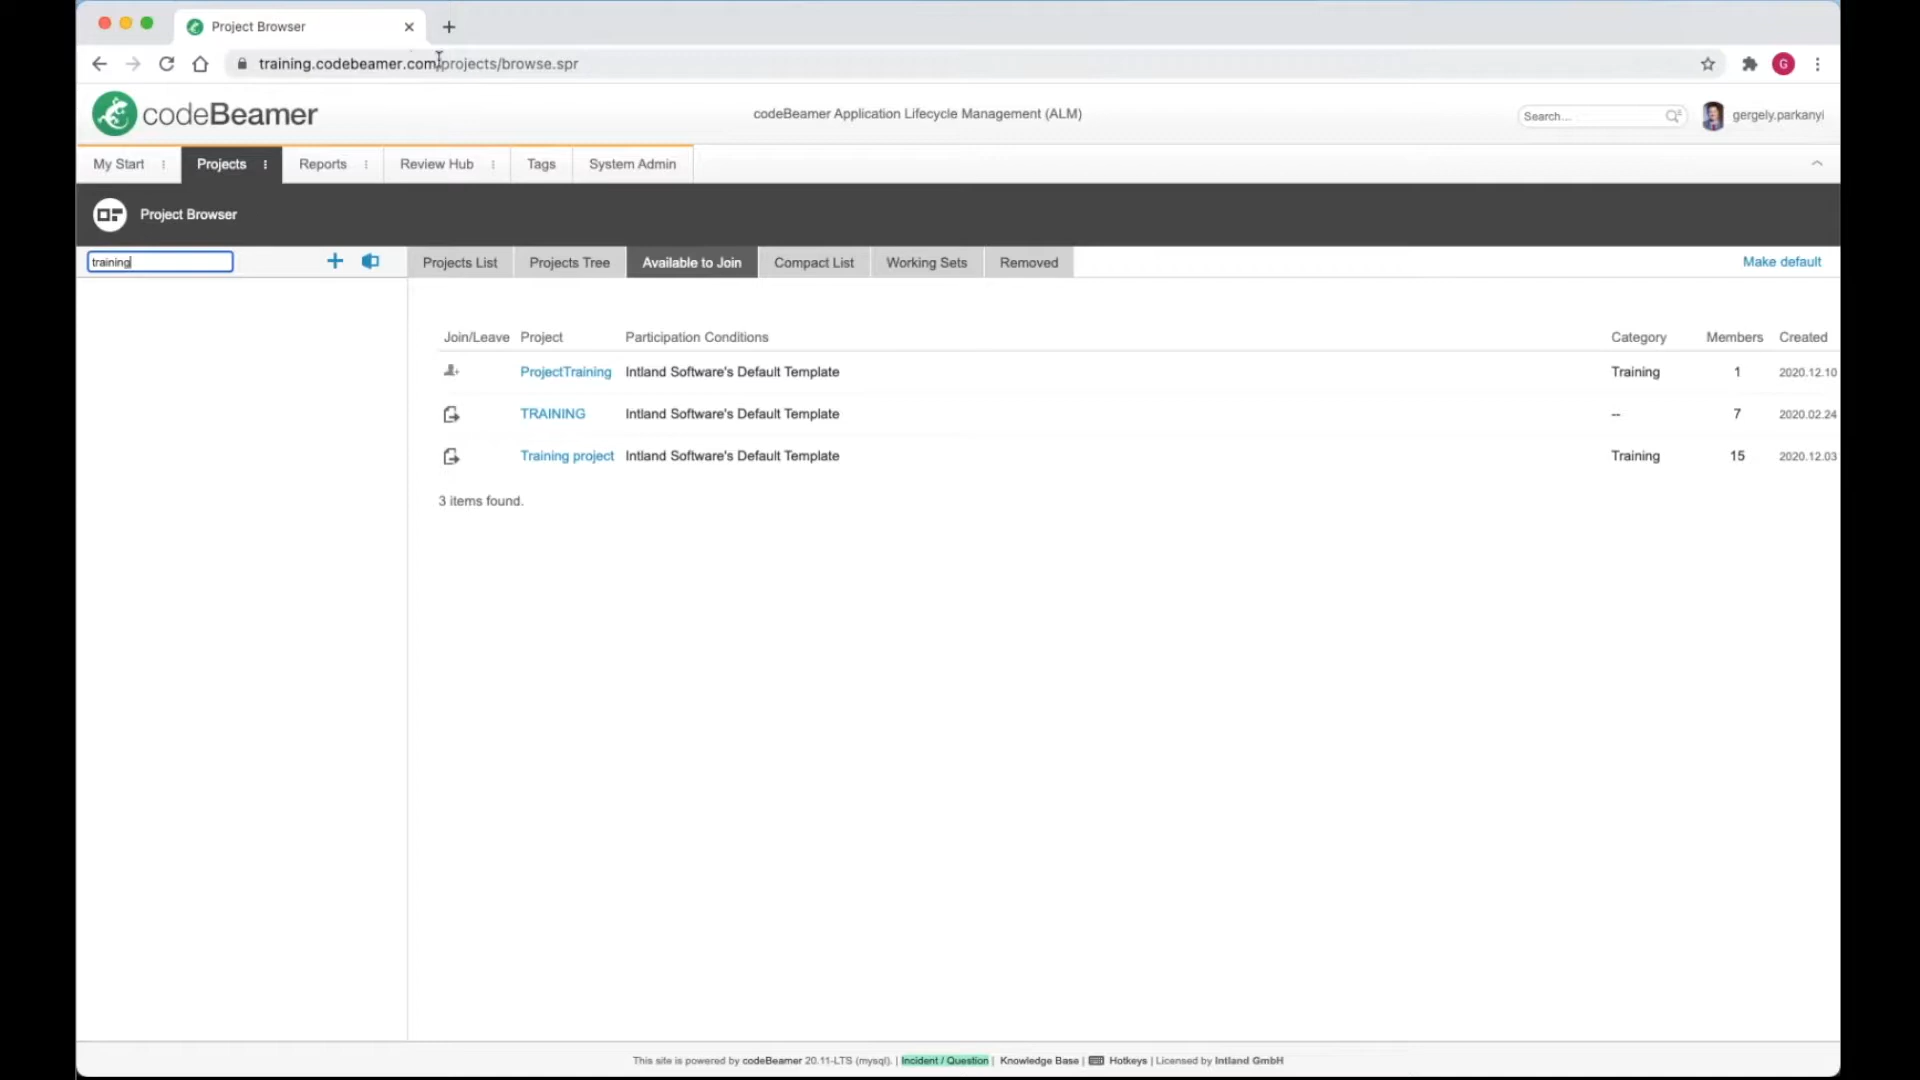 Project Browser
training.codebeamer.com/projects/browse.spr
G
codeBeamer
codeBeamer Application Lifecycle Management (ALM)
Search...
gergely.parkanyi
My Start
Projects
Reports
Review Hub
Tags
System Admin
Project Browser
training
Projects List
Projects Tree
Available to Join
Compact List
Working Sets
Removed
Make default
Join/Leave Project Participation Conditions Category Members Created
ProjectTraining Intland Software's Default Template Training 1 2020.12.10
TRAINING Intland Software's Default Template -- 7 2020.02.24
Training project Intland Software's Default Template Training 15 2020.12.03
3 items found.
This site is powered by codeBeamer 20.11-LTS (mysql). | Incident / Question | Knowledge Base | Hotkeys | Licensed by Intland GmbH